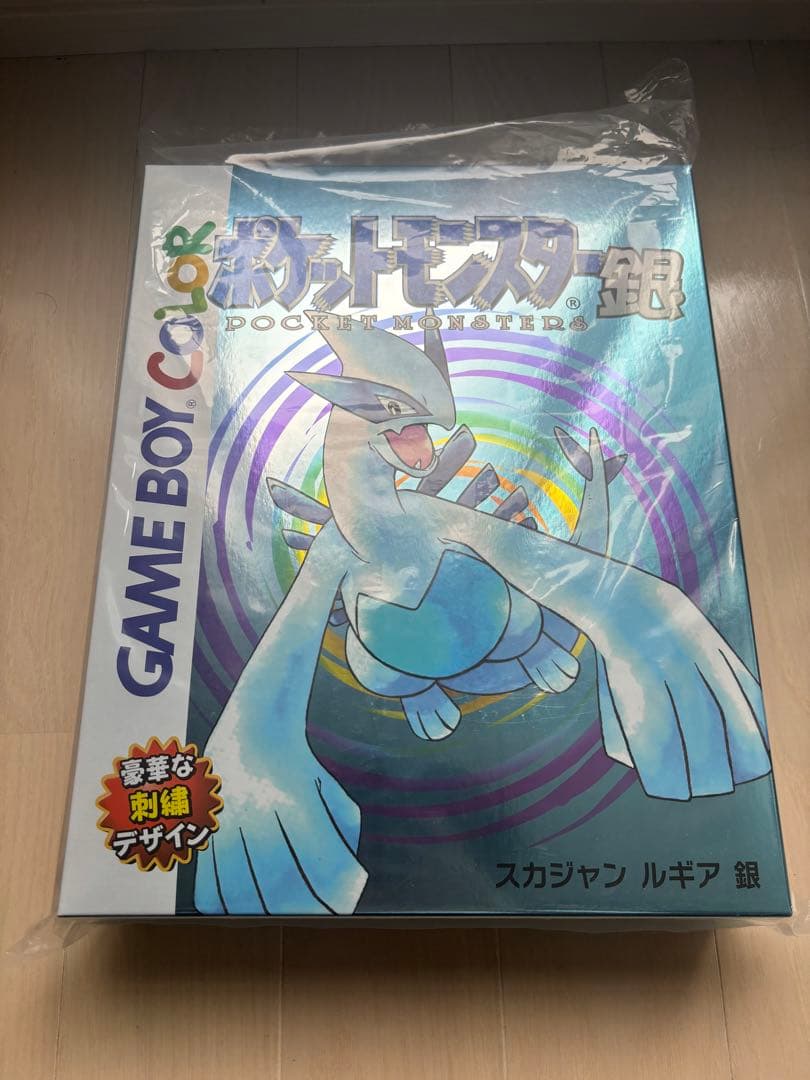 GAME BOY COLOR
ポケットモンスター銀
POCKET MONSTERS
豪華な
刺繍
デザイン
スカジャン ルギア 銀